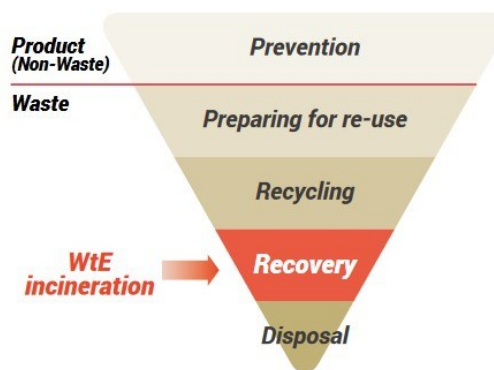 Product
(Non-Waste)
Prevention
Waste
Preparing for re-use
Recycling
WtE
incineration
Recovery
Disposal